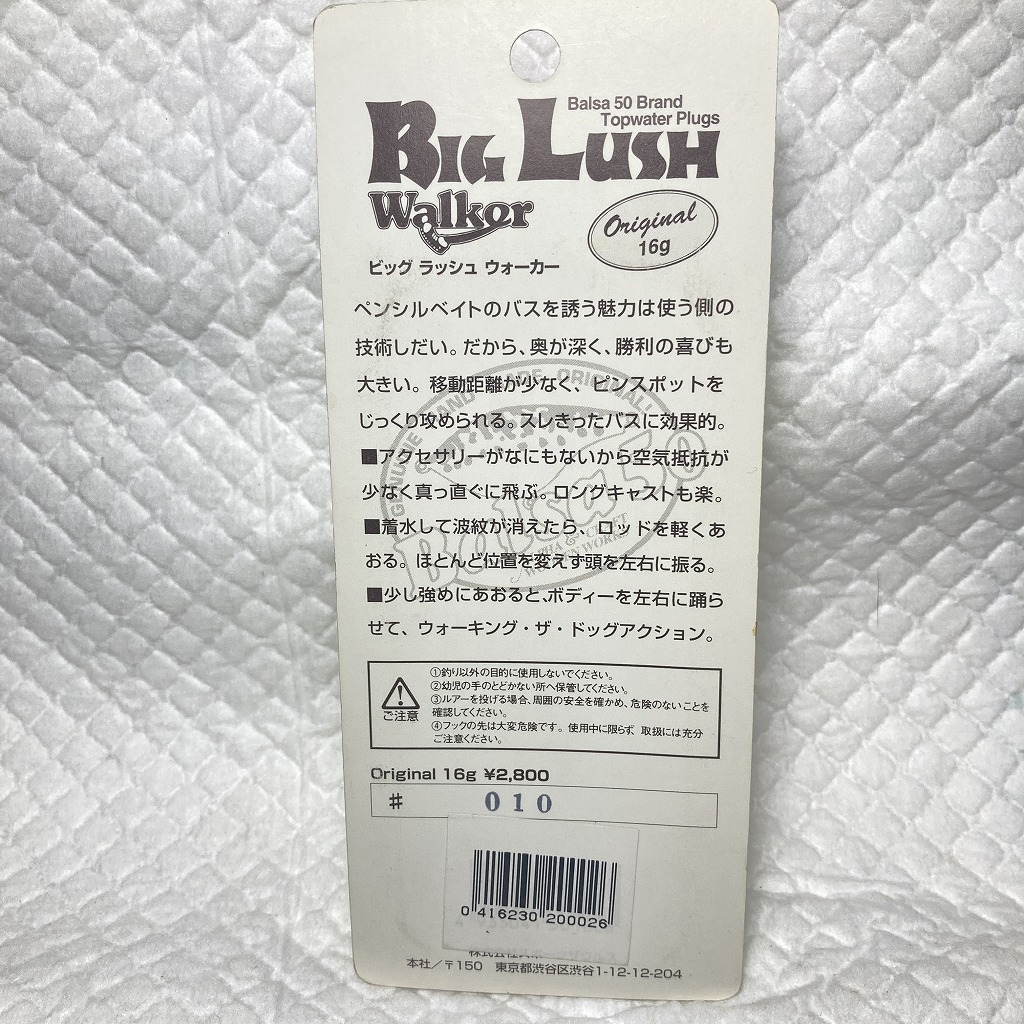 Balsa 50 Brand
Topwater Plugs
BIG LUSH
Walker
Original
16g
ビッグ ラッシュ ウォーカー
ペンシルベイトのバスを誘う魅力は使う側の
技術しだい。だから、奥が深く、勝利の喜びも
大きい。移動距離が少なく、ピンスポットを
じっくり攻められる。スレきったバスに効果的。
■アクセサリーがなにもないから空気抵抗が
少なく真っ直ぐに飛ぶ。ロングキャストも楽。
■着水して波紋が消えたら、ロッドを軽くあ
おる。ほとんど位置を変えず頭を左右に振る。
■少し強めにあおると、ボディーを左右に踊ら
せて、ウォーキング・ザ・ドッグアクション。
Balsa50
ご注意
①釣り以外の目的に使用しないでください。
②幼児の手のとどかない所へ保管してください。
③ルアーを投げる場合、周囲の安全を確かめ、危険のないことを
確認してください。
④フックの先は大変危険です。使用中に限らず、取扱には充分
ご注意ください。
Original 16g ¥2,800
# 010
0 416230 200026
株式会社
本社/〒150 東京都渋谷区渋谷1-12-12-204